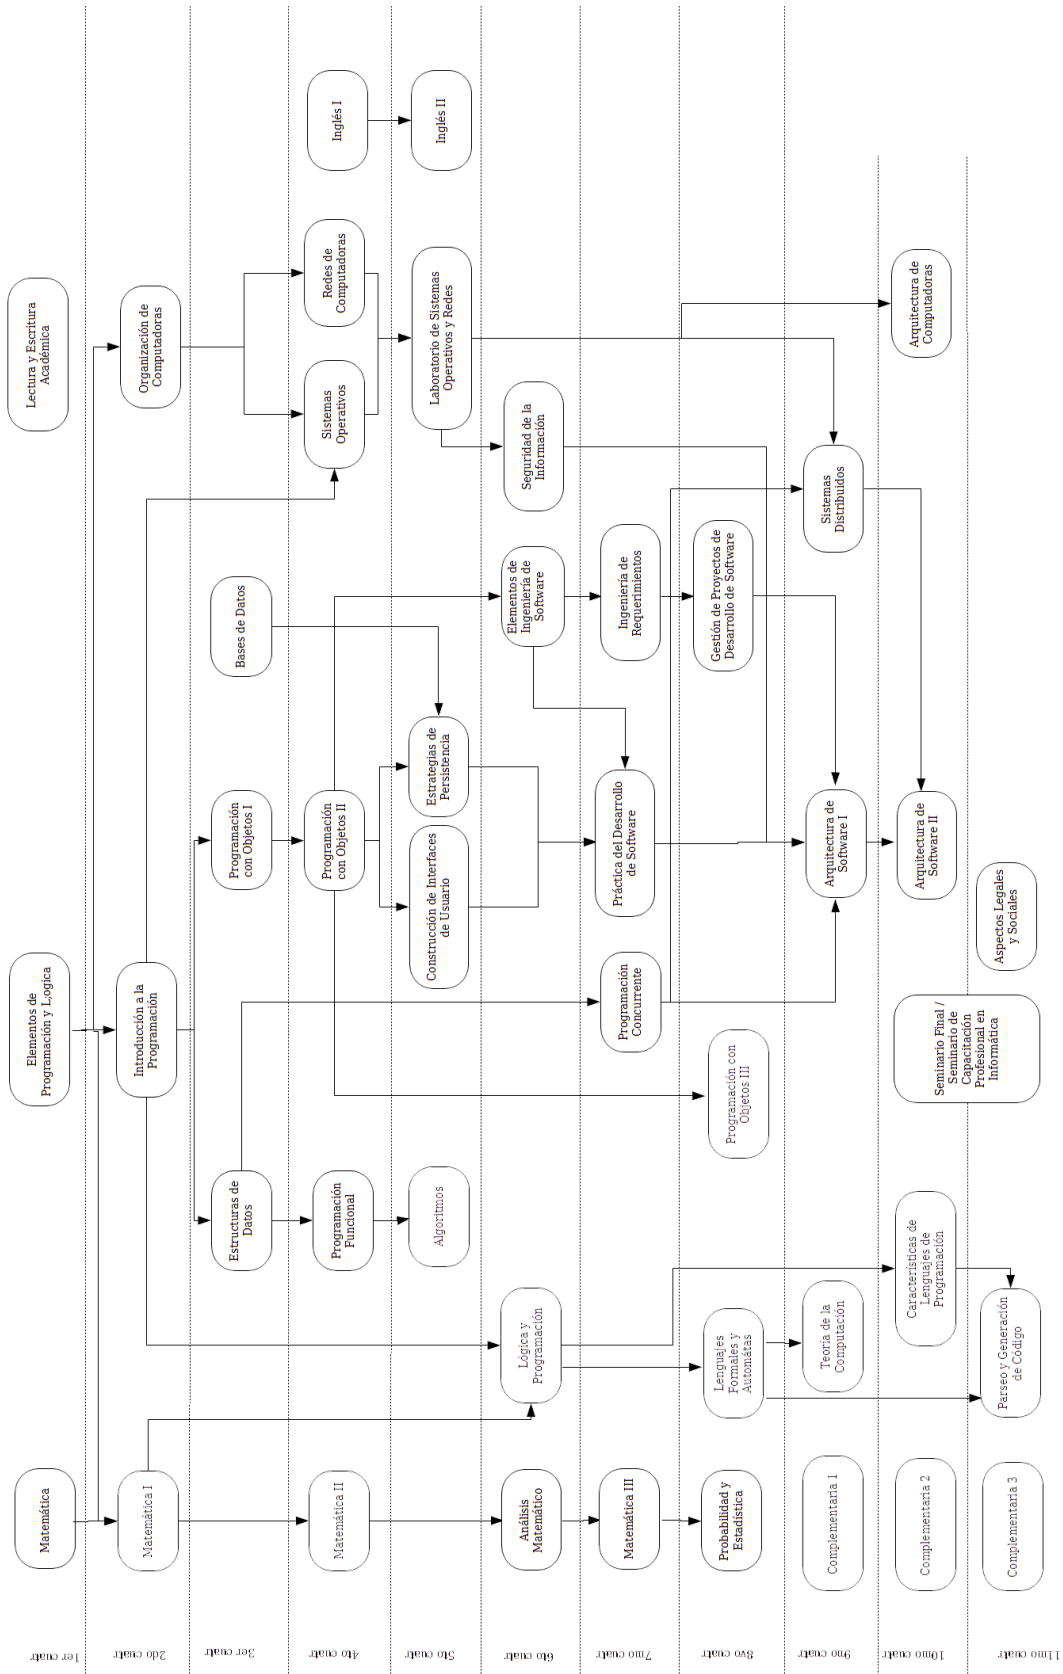 Lectura y Escritura
Académica
Elementos de
Programación y L;ogica
Matemática
1er cuatr
Organización de
Computadoras
Introducción a la
Programación
Matemática I
2do cuatr
Bases de Datos
Programación
con Objetos I
Estructuras de
Datos
3er cuatr
Inglés I
Redes de
Computadoras
Sistemas
Operativos
Programación
con Objetos II
Programación
Funcional
Matemática II
4to cuatr
Inglés II
Laboratorio de Sistemas
Operativos y Redes
Estrategias de
Persistencia
Construcción de Interfaces
de Usuario
Algoritmos
5to cuatr
Seguridad de la
Información
Elementos de
Ingeniería de
Software
Lógica y
Programación
Análisis
Matemático
6to cuatr
Ingeniería de
Requerimientos
Práctica del Desarrollo
de Software
Programación
Concurrente
Matemática III
7mo cuatr
Gestión de Proyectos de
Desarrollo de Software
Programación con
Objetos III
Lenguajes
Formales y
Automátas
Probabilidad y
Estadística
8vo cuatr
Sistemas
Distribuidos
Arquitectura de
Software I
Teoría de la
Computación
Complementaria 1
9mo cuatr
Arquitectura de
Computadoras
Arquitectura de
Software II
Seminario Final /
Seminario de
Capacitación
Profesional en
Informática
Características de
Lenguajes de
Programación
Complementaria 2
10mo cuatr
Aspectos Legales
y Sociales
Parseo y Generación
de Código
Complementaria 3
11mo cuatr